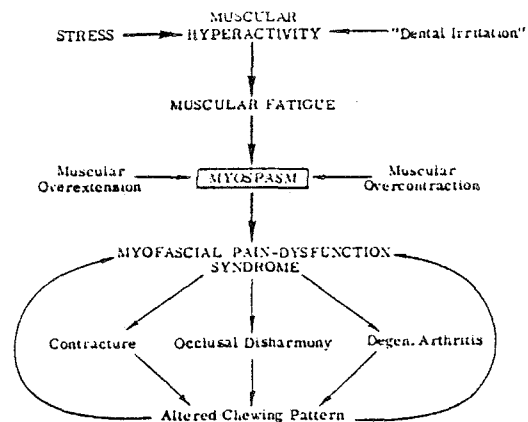 MUSCULAR
STRESS HYPERACTIVITY "Dental Irritation"
MUSCULAR FATIGUE
Muscular Overextension
MYOSPASM
Muscular Overcontraction
MYOFASCIAL PAIN-DYSFUNCTION
SYNDROME
Contracture Occlusal Disharmony Degen. Arthritis
Altered Chewing Pattern